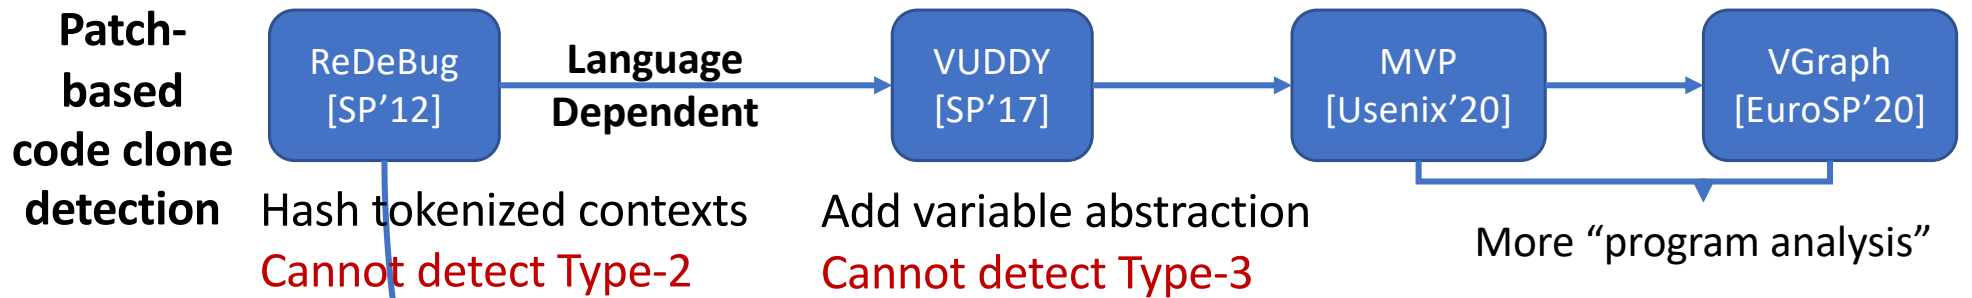 Patch-
based
code clone
detection
ReDeBug
[SP’12]
Language
Dependent
VUDDY
[SP’17]
MVP
[Usenix’20]
VGraph
[EuroSP’20]
Hash tokenized contexts
Cannot detect Type-2
Add variable abstraction
Cannot detect Type-3
More “program analysis”